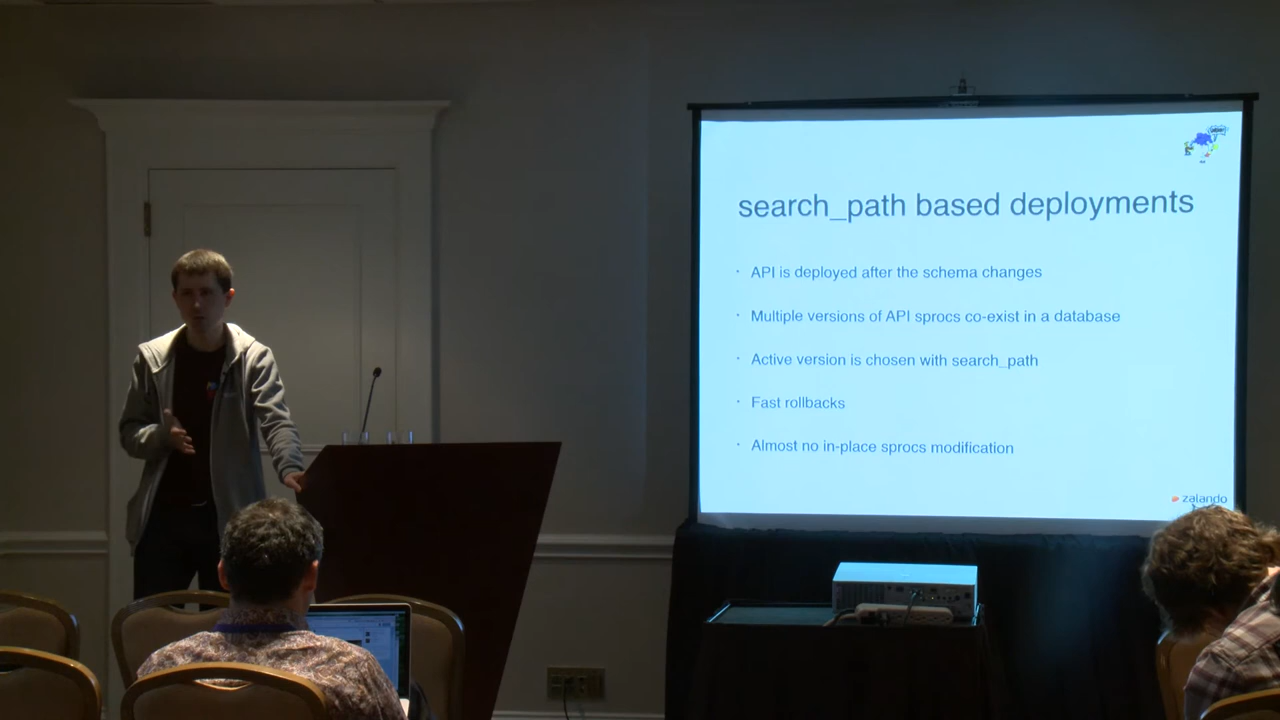 search_path based deployments
· API is deployed after the schema changes
· Multiple versions of API sprocs co-exist in a database
· Active version is chosen with search_path
· Fast rollbacks
· Almost no in-place sprocs modification
zalando